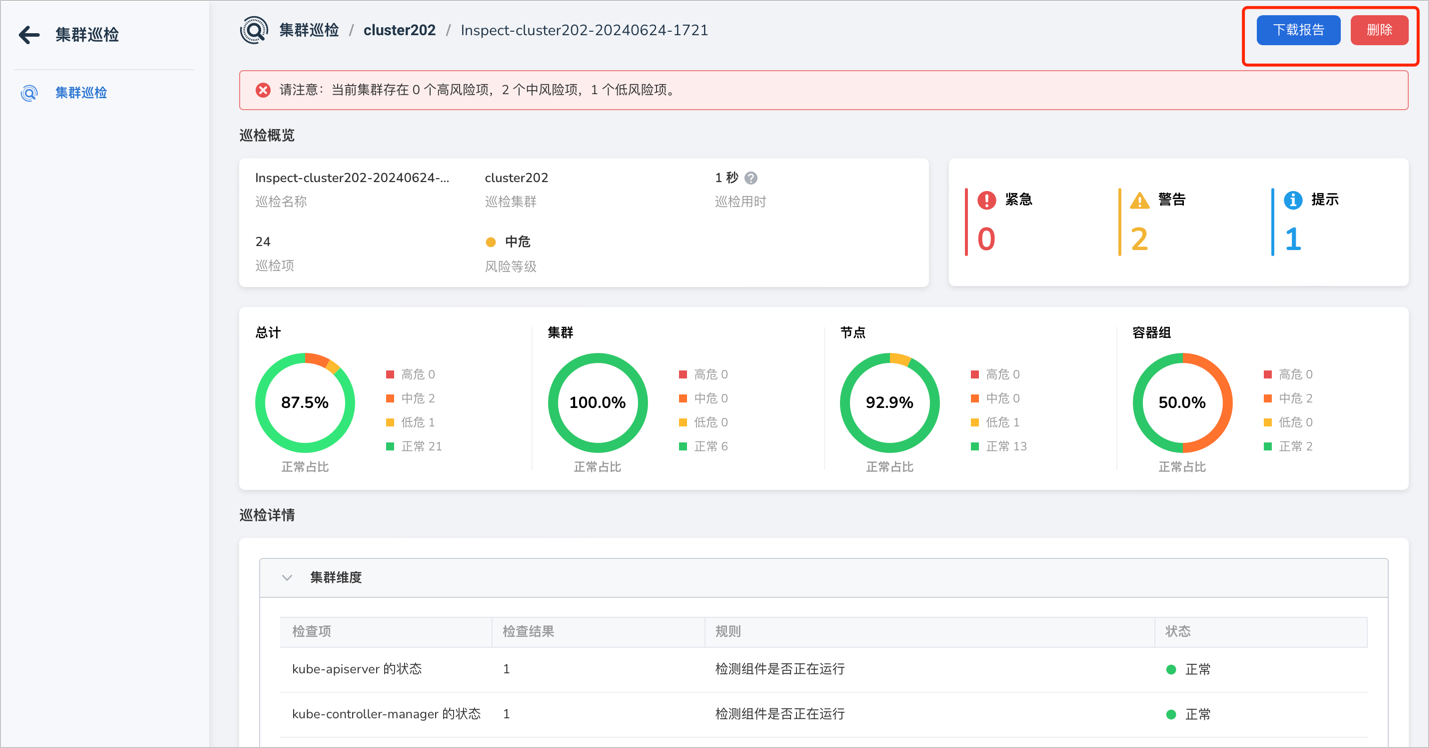 集群巡检
集群巡检
集群巡检 / cluster202 / Inspect-cluster202-20240624-1721
下载报告 删除
请注意：当前集群存在 0 个高风险项，2 个中风险项，1 个低风险项。
巡检概览
Inspect-cluster202-20240624-... cluster202 1 秒 ?
巡检名称 巡检集群 巡检用时
24 中危
巡检项 风险等级
紧急 警告 提示
0 2 1
总计
87.5%
正常占比
高危 0
中危 2
低危 1
正常 21
集群
100.0%
正常占比
高危 0
中危 0
低危 0
正常 6
节点
92.9%
正常占比
高危 0
中危 0
低危 1
正常 13
容器组
50.0%
正常占比
高危 0
中危 2
低危 0
正常 2
巡检详情
集群维度
检查项 检查结果 规则 状态
kube-apiserver 的状态 1 检测组件是否正在运行 正常
kube-controller-manager 的状态 1 检测组件是否正在运行 正常